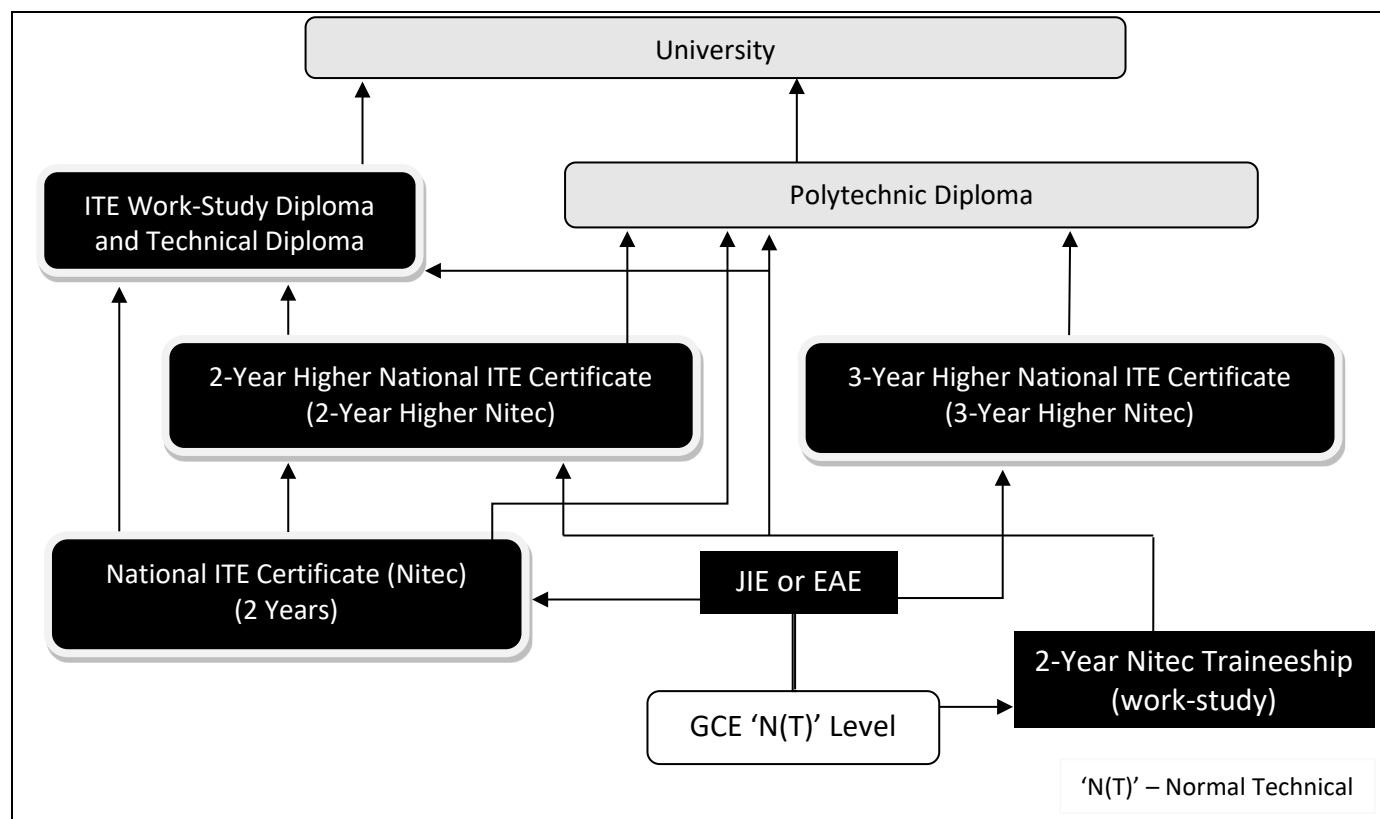 University
Polytechnic Diploma
ITE Work-Study Diploma
and Technical Diploma
2-Year Higher National ITE Certificate
(2-Year Higher Nitec)
3-Year Higher National ITE Certificate
(3-Year Higher Nitec)
National ITE Certificate (Nitec)
(2 Years)
JIE or EAE
2-Year Nitec Traineeship
(work-study)
GCE ‘N(T)’ Level
‘N(T)’ – Normal Technical